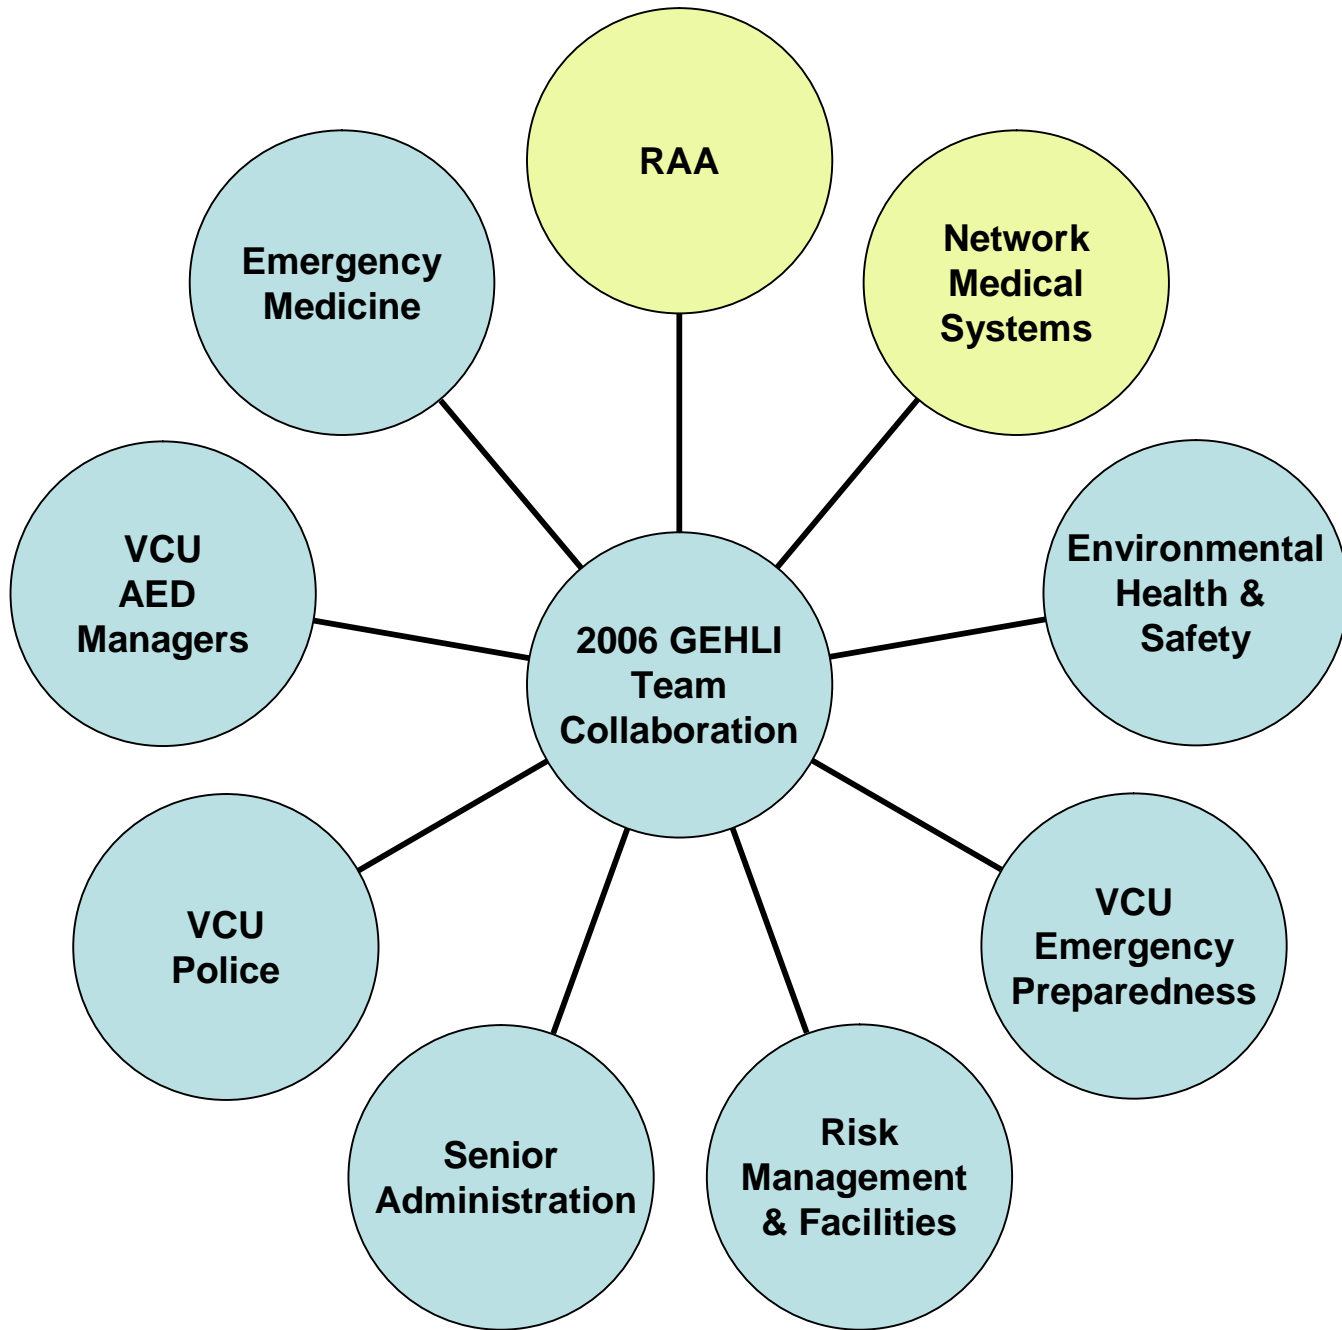 RAA
Network
Medical
Systems
Emergency
Medicine
Environmental
Health &
Safety
VCU
AED
Managers
2006 GEHLI
Team
Collaboration
VCU
Emergency
Preparedness
VCU
Police
Risk
Management
& Facilities
Senior
Administration